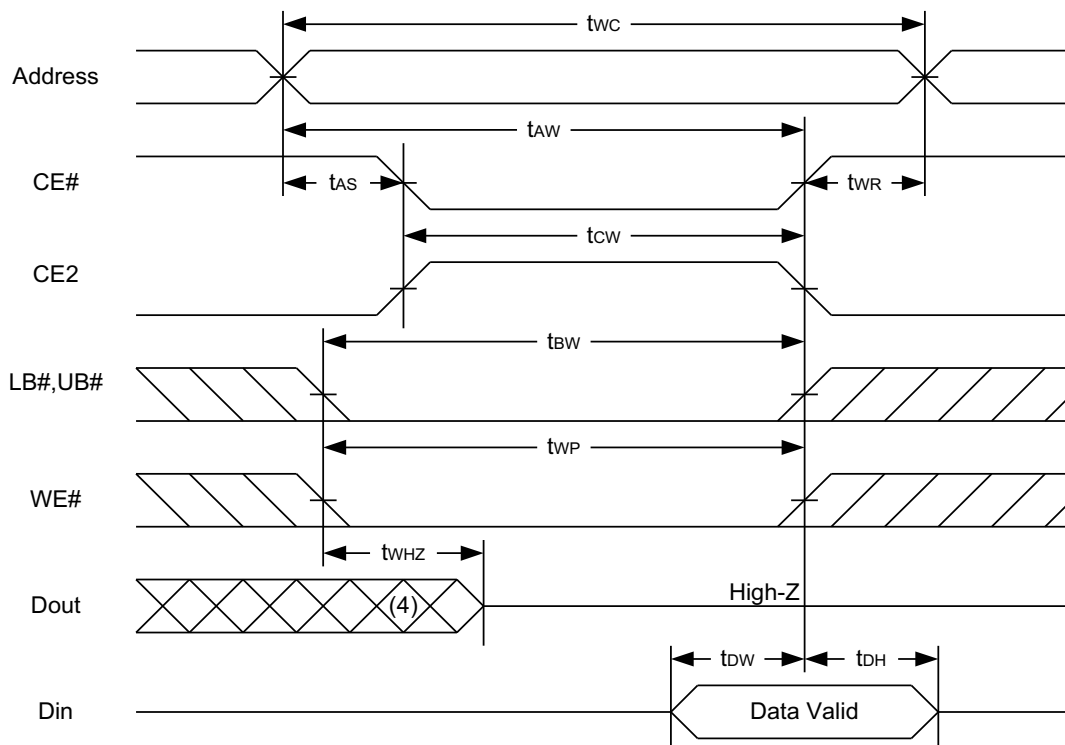 tWC
Address
tAW
CE#
tAS
tWR
tCW
CE2
tBW
LB#,UB#
tWP
WE#
tWHZ
Dout
(4)
High-Z
tDW
tDH
Din
Data Valid